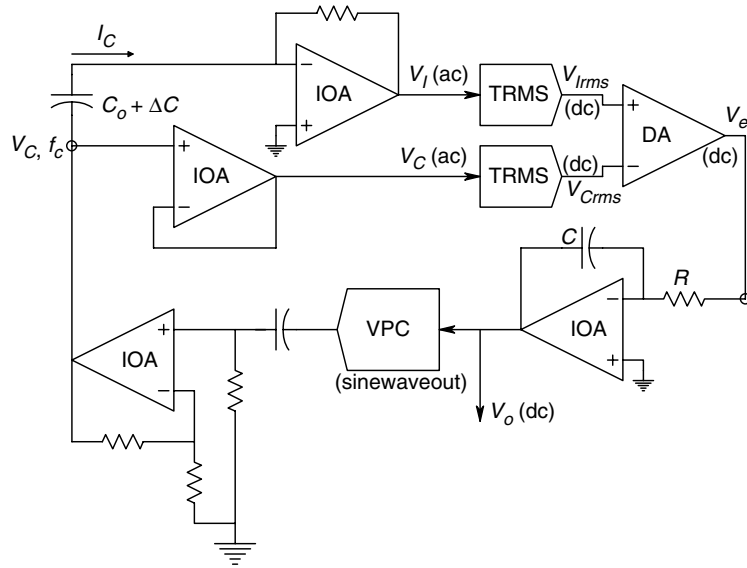 I_C
C_o + ΔC
V_C, f_c
− + IOA
+ − IOA
V_I (ac)
V_C (ac)
TRMS
TRMS
V_Irms
(dc)
(dc)
V_Crms
+ − DA
V_e
(dc)
C
R
− + IOA
VPC
(sinewaveout)
V_o (dc)
+ − IOA